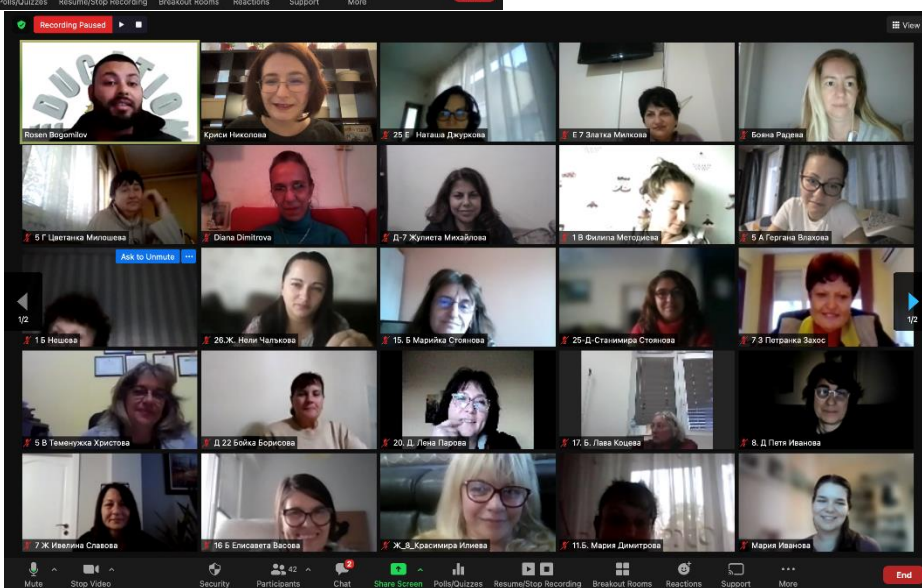 Polls/Quizzes Resume/Stop Recording Breakout Rooms Reactions Support More
Recording Paused
View
DUCATIO
Rosen Bogomilov
Криси Николова
25 Е Наташа Джуркова
Е 7 Златка Милкова
Бояна Радева
5 Г Цветанка Милошева
Diana Dimitrova
Д-7 Жулиета Михайлова
1 В Филипа Методиева
5 А Гергана Влахова
Ask to Unmute
1/2
1/2
1 Б Нешева
26.Ж. Нели Чалъкова
15. Б Марийка Стоянова
25-Д-Станимира Стоянова
7 З Петранка Захос
5 В Теменужка Христова
Д 22 Бойка Борисова
20. Д. Лена Парова
17. Б. Лава Коцева
8. Д Петя Иванова
7 Ж Ивелина Славова
16 Б Елисавета Васова
Ж_8_Красимира Илиева
11.Б. Мария Димитрова
Мария Иванова
42
2
Mute Stop Video Security Participants Chat Share Screen Polls/Quizzes Resume/Stop Recording Breakout Rooms Reactions Support More
End